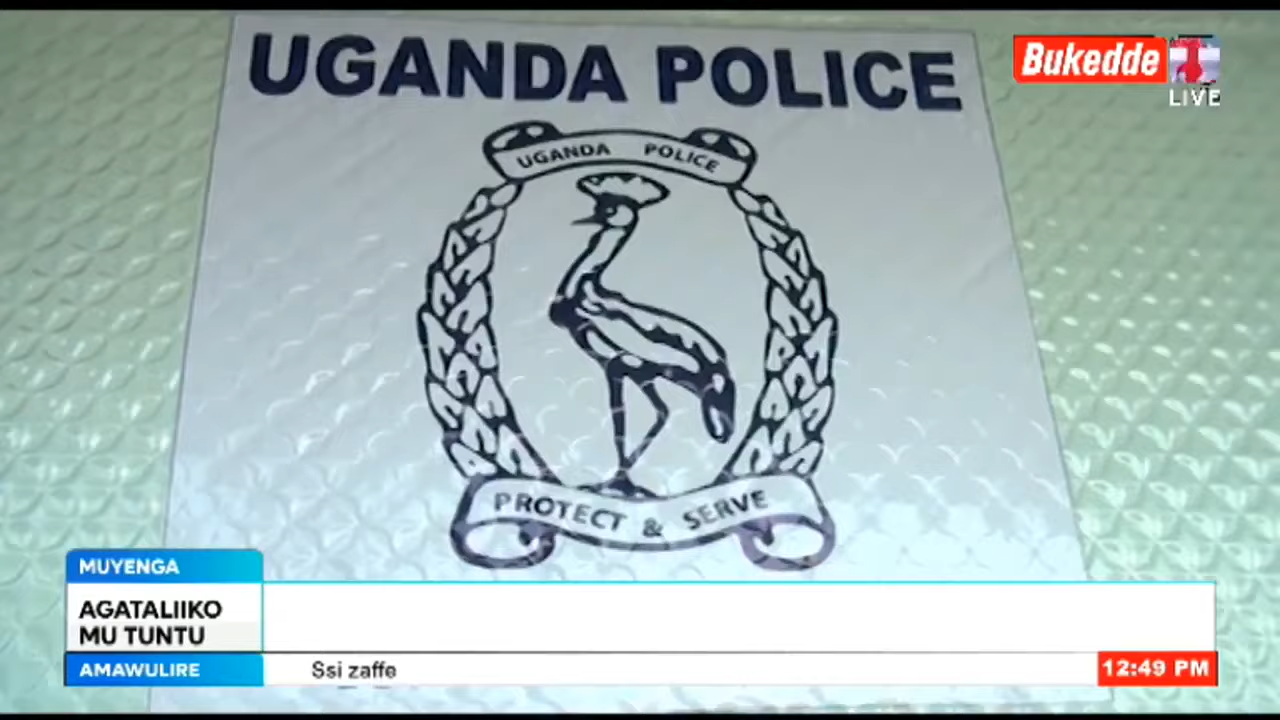 UGANDA POLICE
Bukedde
LIVE
UGANDA POLICE
PROTECT & SERVE
MUYENGA
AGATALIIKO
MU TUNTU
AMAWULIRE
Ssi zaffe
12:49 PM